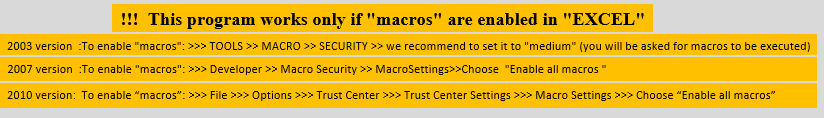 !!!  This program works only if "macros" are enabled in "EXCEL"
2003 version  :To enable "macros": >>> TOOLS >> MACRO >> SECURITY >> we recommend to set it to "medium" (you will be asked for macros to be executed)
2007 version  :To enable "macros": >>> Developer >> Macro Security >> MacroSettings>>Choose  "Enable all macros "
2010 version:  To enable “macros”: >>> File >>> Options >>> Trust Center >>> Trust Center Settings >>> Macro Settings >>> Choose “Enable all macros”